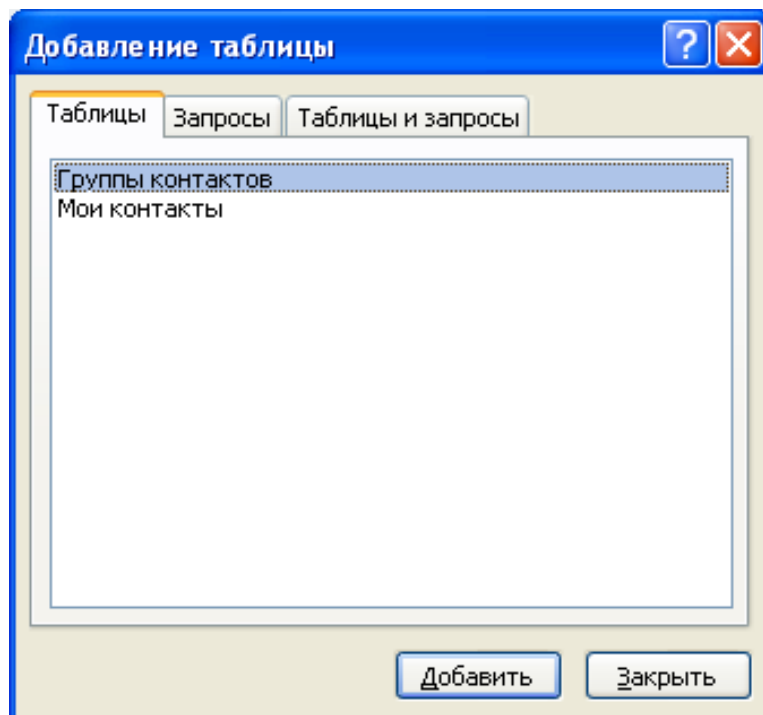 Добавление таблицы
Таблицы Запросы Таблицы и запросы
Группы контактов
Мои контакты
Добавить Закрыть